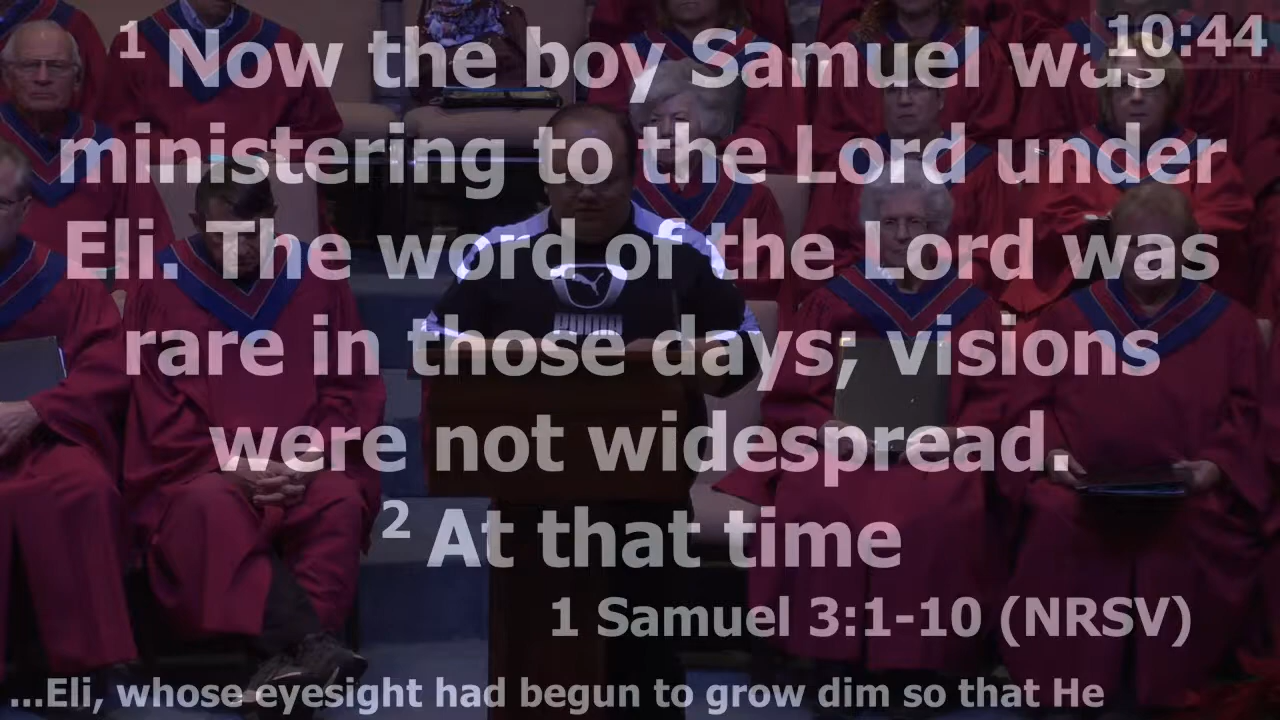 10:44
1 Now the boy Samuel was
ministering to the Lord under
Eli. The word of the Lord was
rare in those days; visions
were not widespread.
2 At that time
1 Samuel 3:1-10 (NRSV)
...Eli, whose eyesight had begun to grow dim so that He
PUMA